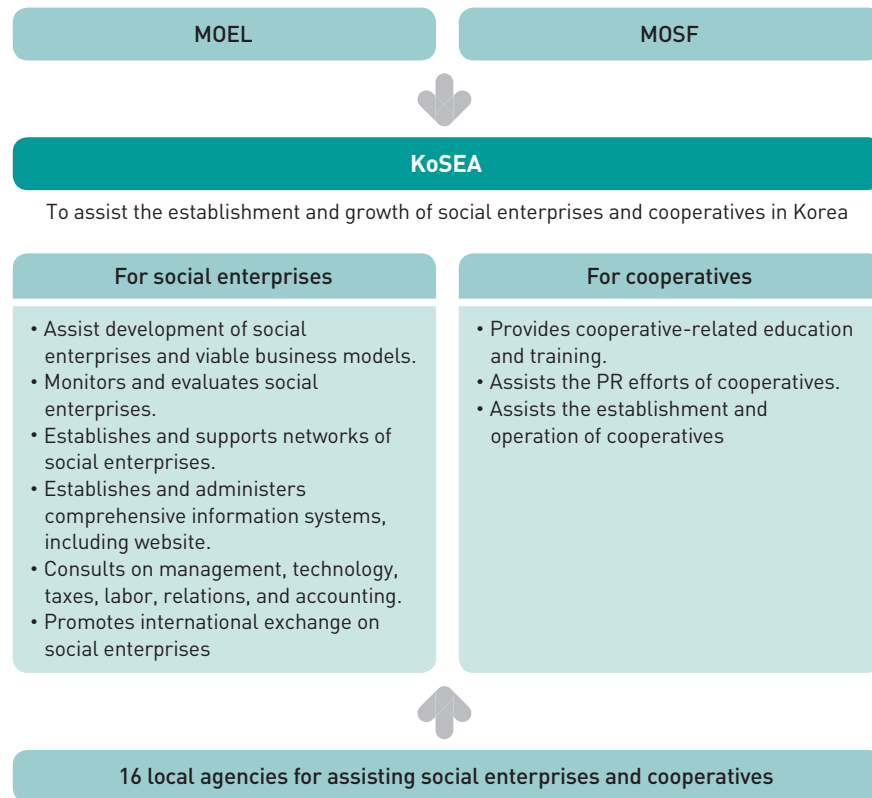 MOEL
MOSF
KoSEA
To assist the establishment and growth of social enterprises and cooperatives in Korea
For social enterprises
• Assist development of social
enterprises and viable business models.
• Monitors and evaluates social
enterprises.
• Establishes and supports networks of
social enterprises.
• Establishes and administers
comprehensive information systems,
including website.
• Consults on management, technology,
taxes, labor, relations, and accounting.
• Promotes international exchange on
social enterprises
For cooperatives
• Provides cooperative-related education
and training.
• Assists the PR efforts of cooperatives.
• Assists the establishment and
operation of cooperatives
16 local agencies for assisting social enterprises and cooperatives